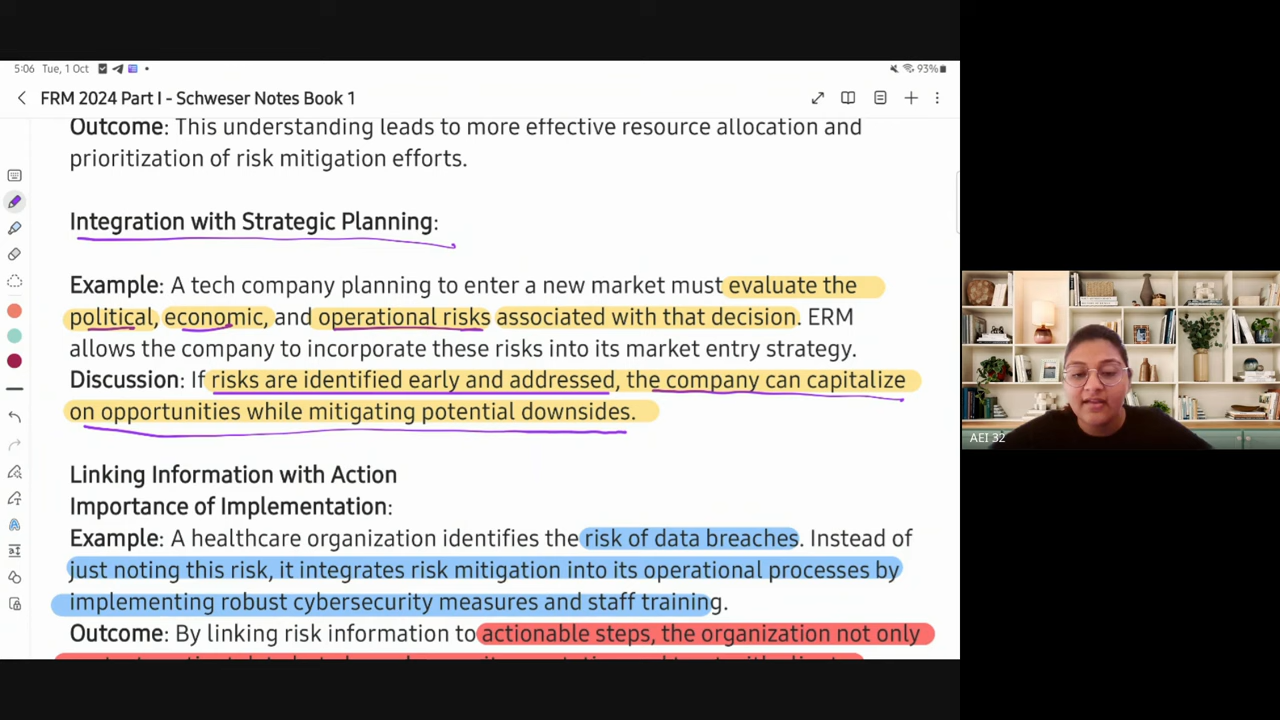 5:06 Tue, 1 Oct
93%
FRM 2024 Part I - Schweser Notes Book 1
Outcome: This understanding leads to more effective resource allocation and
prioritization of risk mitigation efforts.
Integration with Strategic Planning:
Example: A tech company planning to enter a new market must evaluate the
political, economic, and operational risks associated with that decision. ERM
allows the company to incorporate these risks into its market entry strategy.
Discussion: If risks are identified early and addressed, the company can capitalize
on opportunities while mitigating potential downsides.
Linking Information with Action
Importance of Implementation:
Example: A healthcare organization identifies the risk of data breaches. Instead of
just noting this risk, it integrates risk mitigation into its operational processes by
implementing robust cybersecurity measures and staff training.
Outcome: By linking risk information to actionable steps, the organization not only
AEI 32